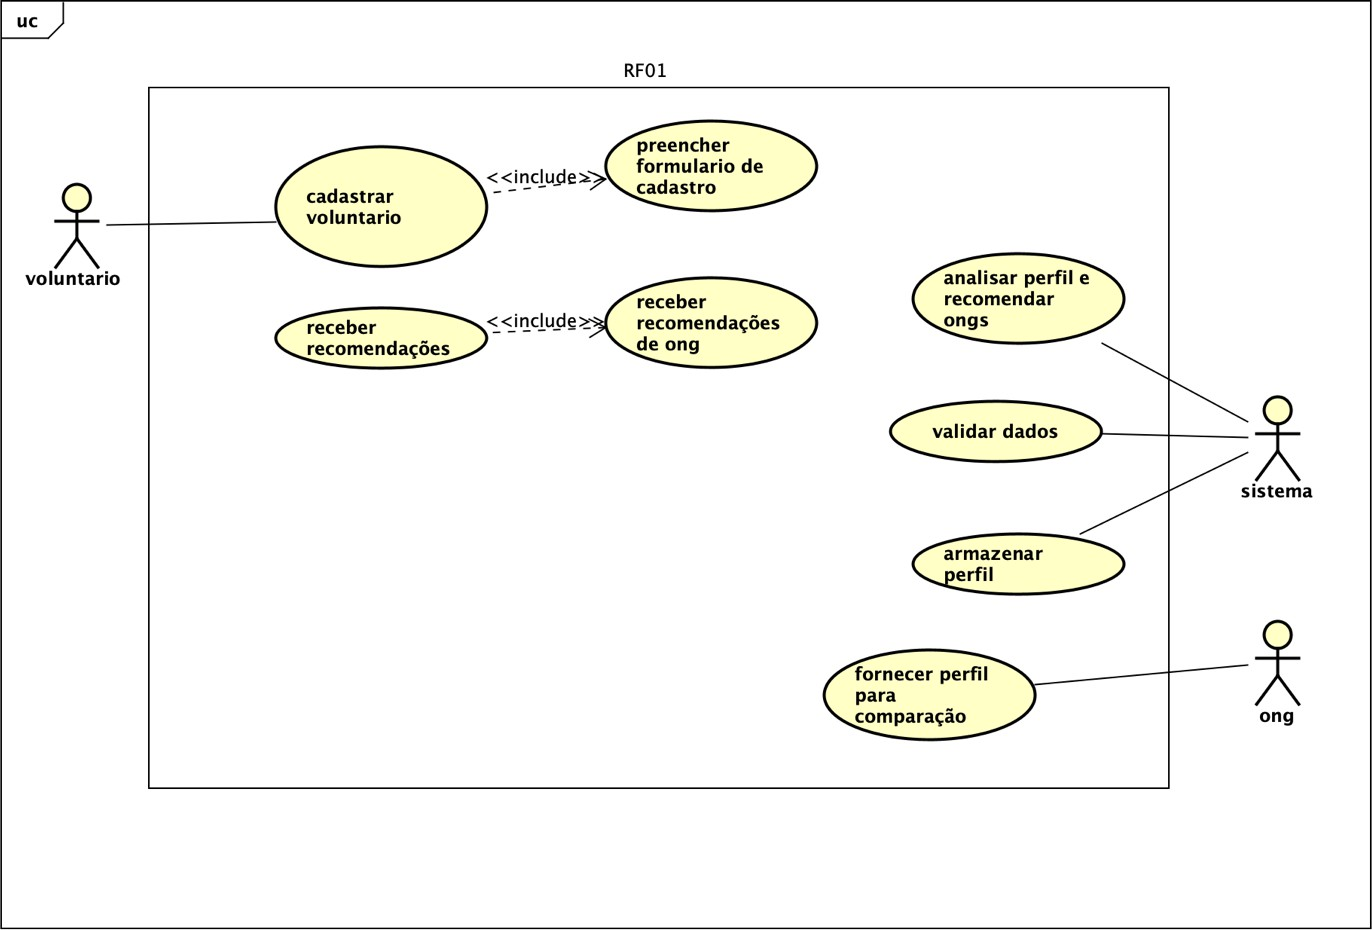 uc
RF01
cadastrar
voluntario
<<include>>
preencher
formulario de
cadastro
voluntario
receber
recomendações
<<include>>
receber
recomendações
de ong
analisar perfil e
recomendar
ongs
validar dados
sistema
armazenar
perfil
fornecer perfil
para
comparação
ong